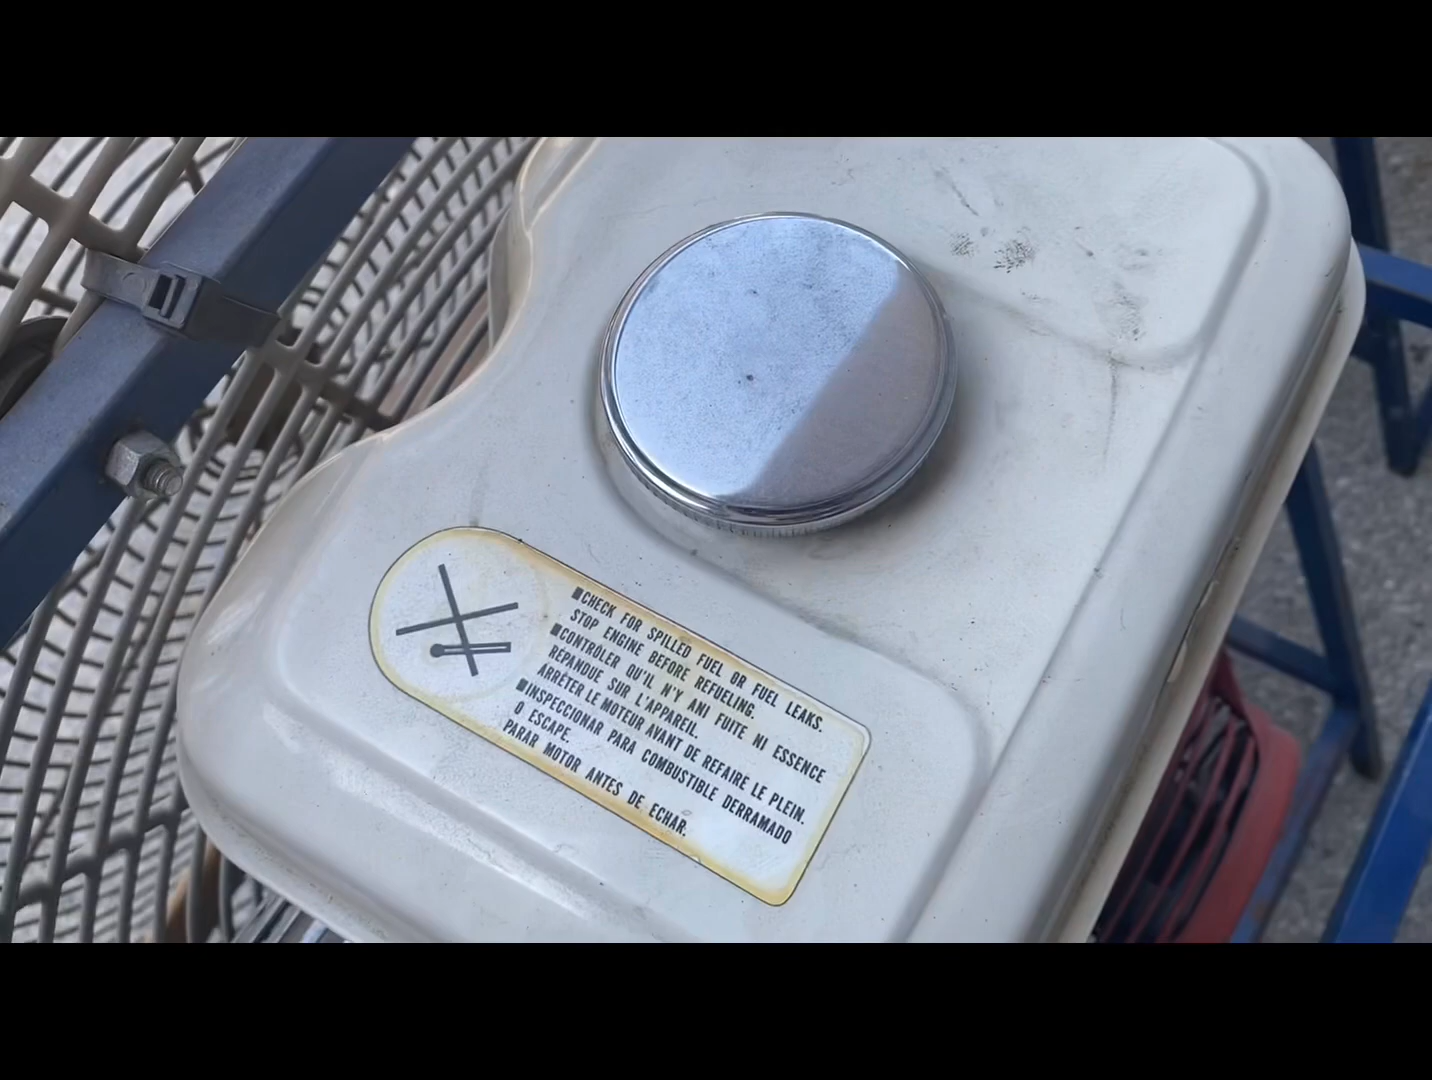 ■CHECK FOR SPILLED FUEL OR FUEL LEAKS.
STOP ENGINE BEFORE REFUELING.
■CONTRÔLER QU'IL N'Y ANI FUITE NI ESSENCE
RÉPANDUE SUR L'APPAREIL.
ARRÊTER LE MOTEUR AVANT DE REFAIRE LE PLEIN.
■INSPECCIONAR PARA COMBUSTIBLE DERRAMADO
O ESCAPE.
PARAR MOTOR ANTES DE ECHAR.